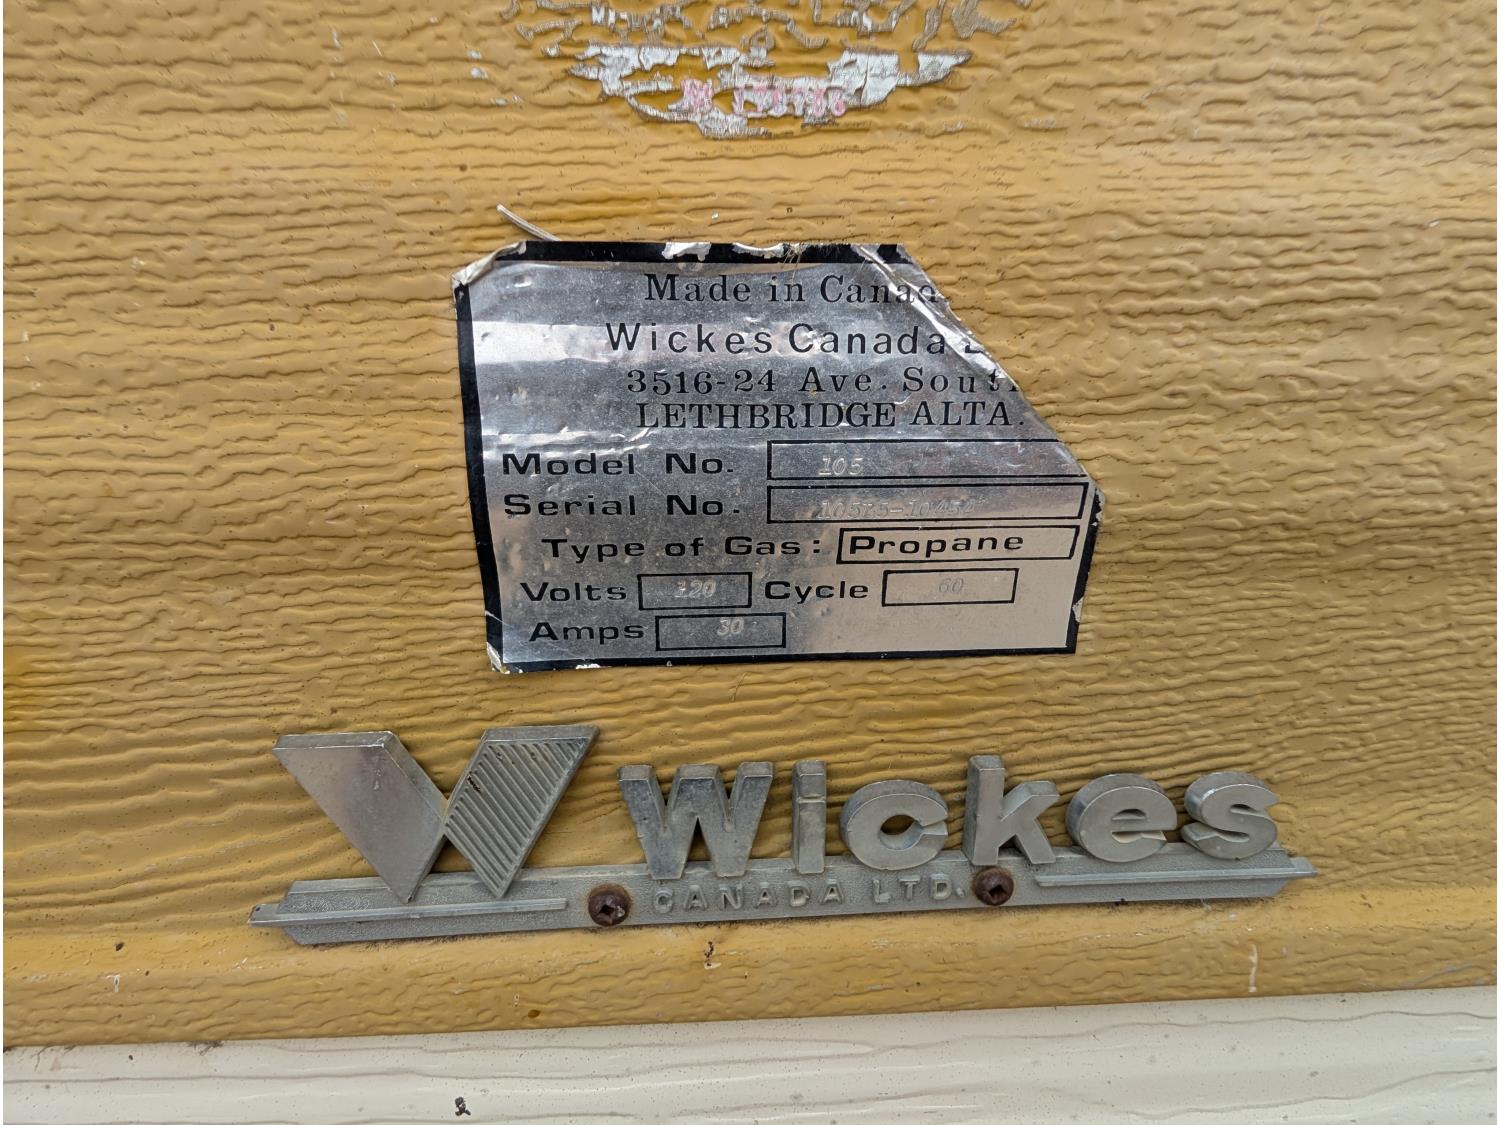 Made in Canad
Wickes Canada
3516-24 Ave. South
LETHBRIDGE ALTA.
Model No. 105
Serial No.
Type of Gas: Propane
Volts 120 Cycle 60
Amps 30
Wickes
CANADA LTD.